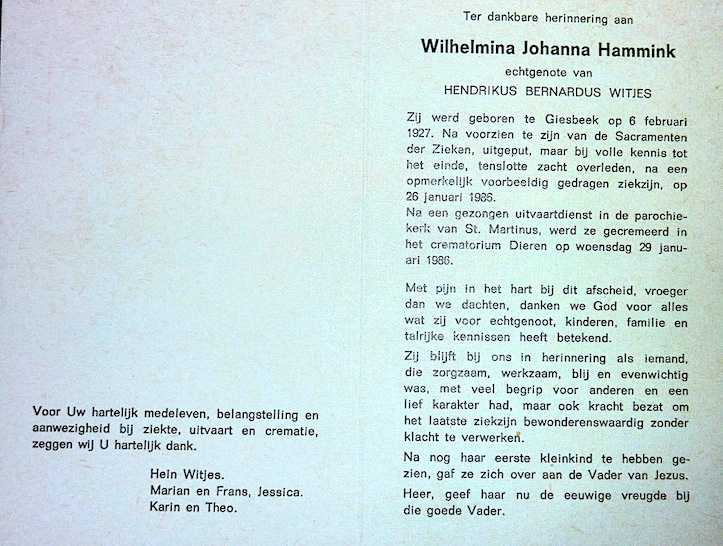 Ter dankbare herinnering aan
Wilhelmina Johanna Hammink
echtgenote van
HENDRIKUS BERNARDUS WITJES
Zij werd geboren te Giesbeek op 6 februari
1927. Na voorzien te zijn van de Sacramenten
der Zieken, uitgeput, maar bij volle kennis tot
het einde, tenslotte zacht overleden, na een
opmerkelijk voorbeeldig gedragen ziekzijn, op
26 januari 1986.
Na een gezongen uitvaartdienst in de parochie-
kerk van St. Martinus, werd ze gecremeerd in
het crematorium Dieren op woensdag 29 janu-
ari 1986.
Met pijn in het hart bij dit afscheid, vroeger
dan we dachten, danken we God voor alles
wat zij voor echtgenoot, kinderen, familie en
talrijke kennissen heeft betekend.
Zij blijft bij ons in herinnering als iemand,
die zorgzaam, werkzaam, blij en evenwichtig
was, met veel begrip voor anderen en een
lief karakter had, maar ook kracht bezat om
het laatste ziekzijn bewonderenswaardig zonder
klacht te verwerken.
Na nog haar eerste kleinkind te hebben ge-
zien, gaf ze zich over aan de Vader van Jezus.
Heer, geef haar nu de eeuwige vreugde bij
die goede Vader.
Voor Uw hartelijk medeleven, belangstelling en
aanwezigheid bij ziekte, uitvaart en crematie,
zeggen wij U hartelijk dank.
Hein Witjes.
Marian en Frans, Jessica.
Karin en Theo.